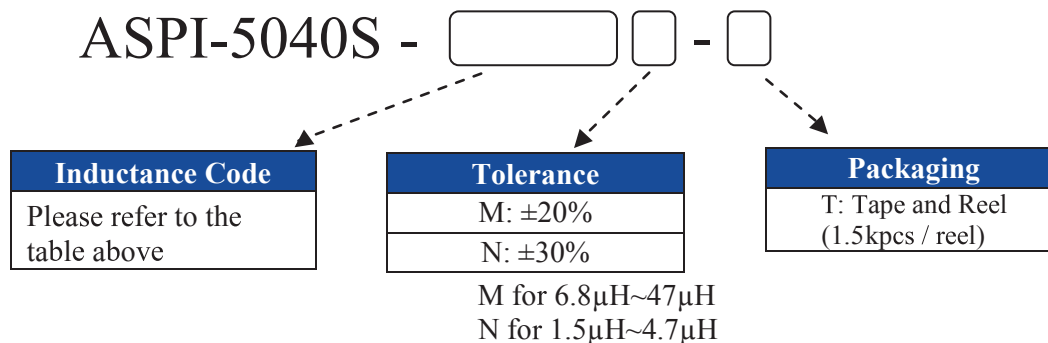 ASPI-5040S - -
Inductance Code
Please refer to the
table above
Tolerance
M: ±20%
N: ±30%
M for 6.8µH~47µH
N for 1.5µH~4.7µH
Packaging
T: Tape and Reel
(1.5kpcs / reel)